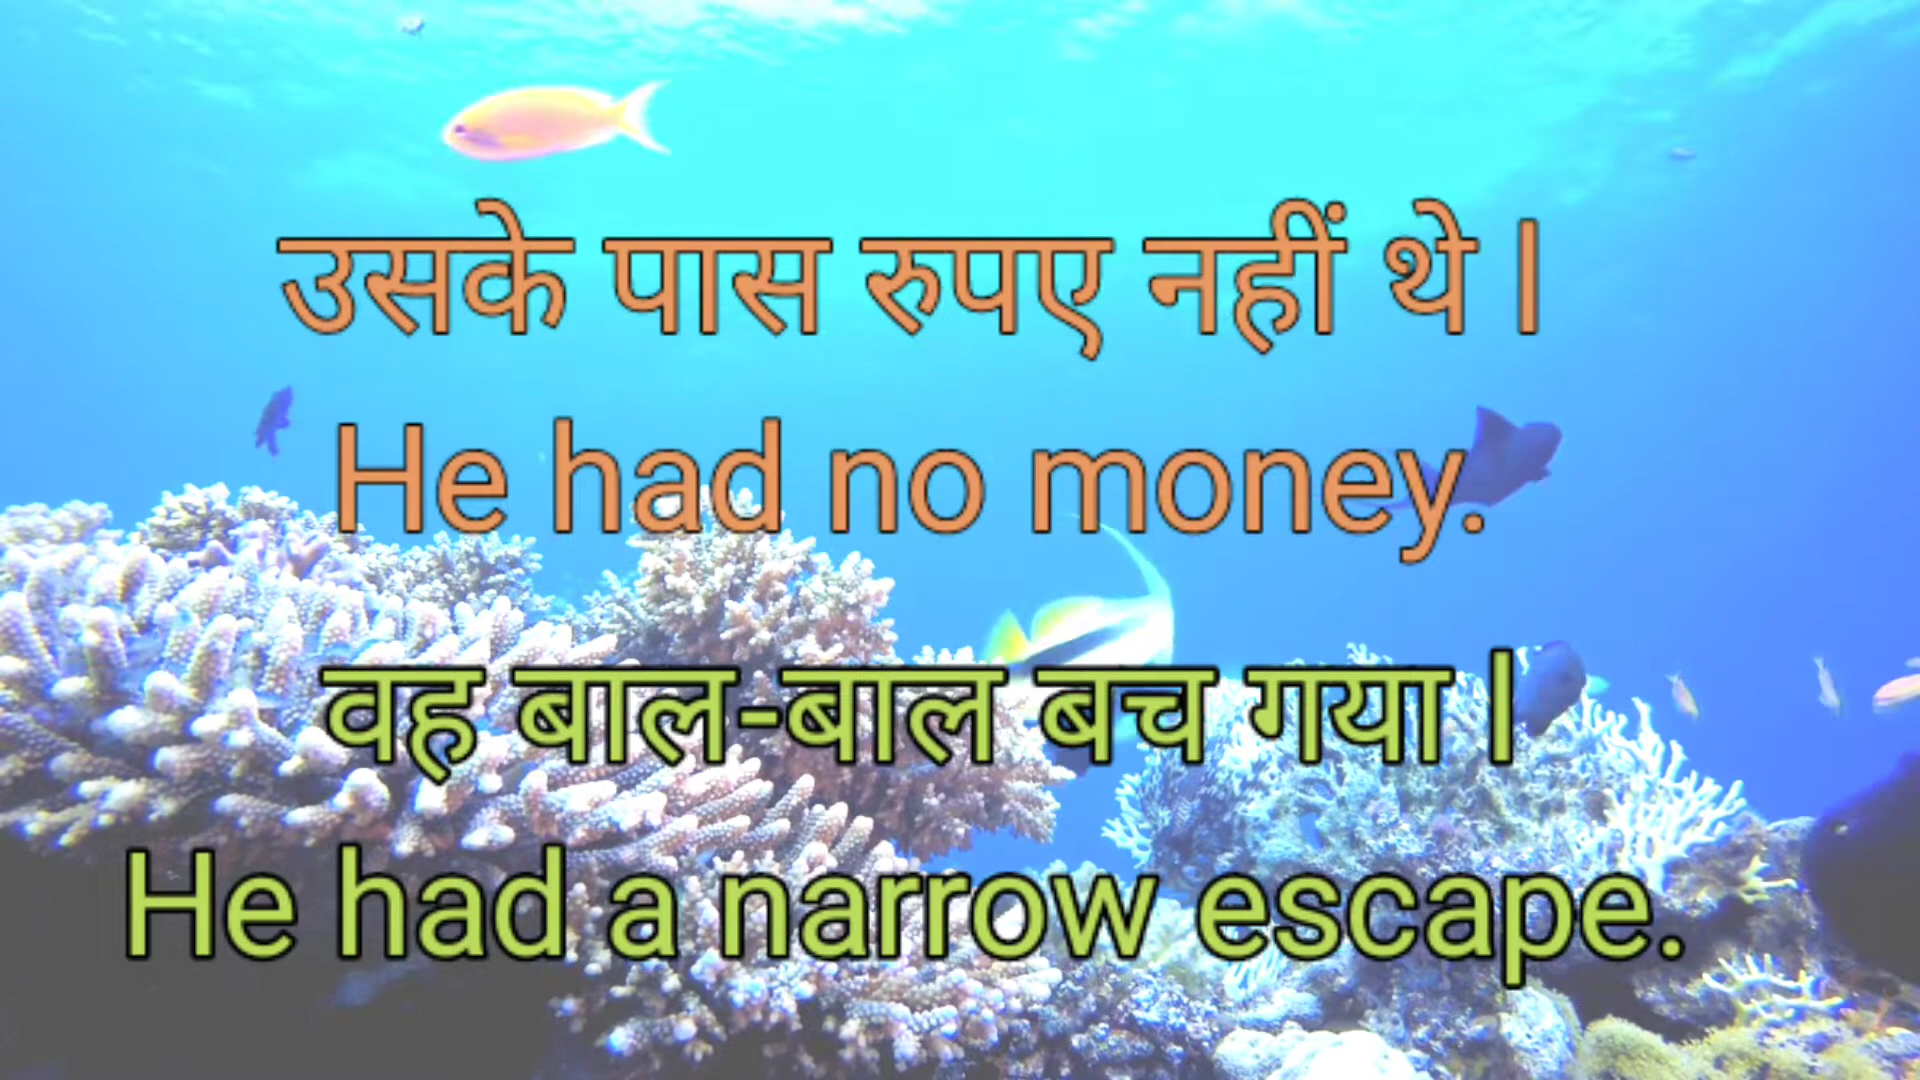 उसके पास रुपए नहीं थे l
He had no money.
वह बाल-बाल बच गया l
He had a narrow escape.